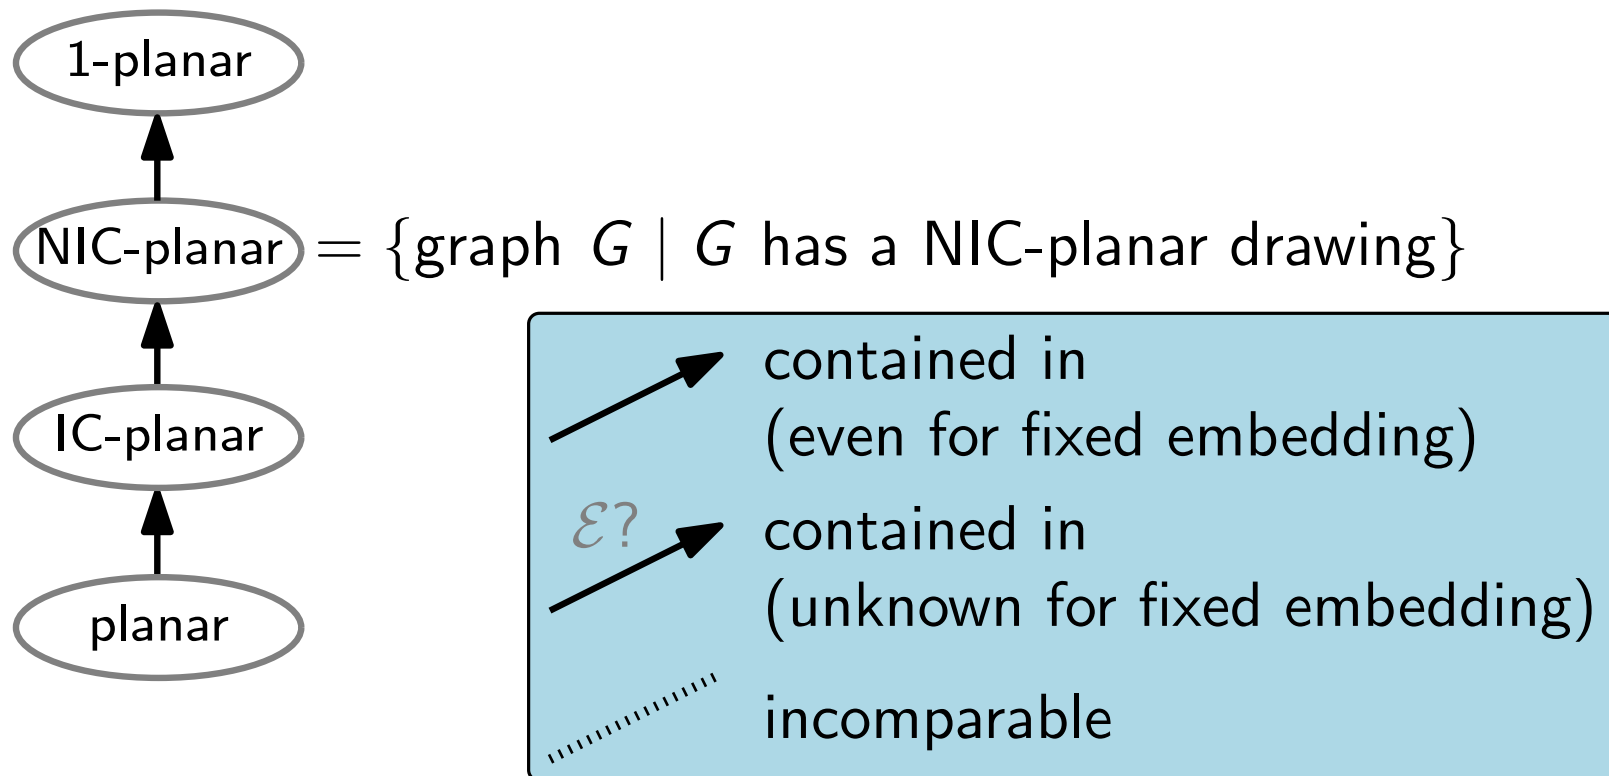 1-planar
NIC-planar = {graph G | G has a NIC-planar drawing}
IC-planar
planar
contained in
(even for fixed embedding)
ℰ?
contained in
(unknown for fixed embedding)
incomparable